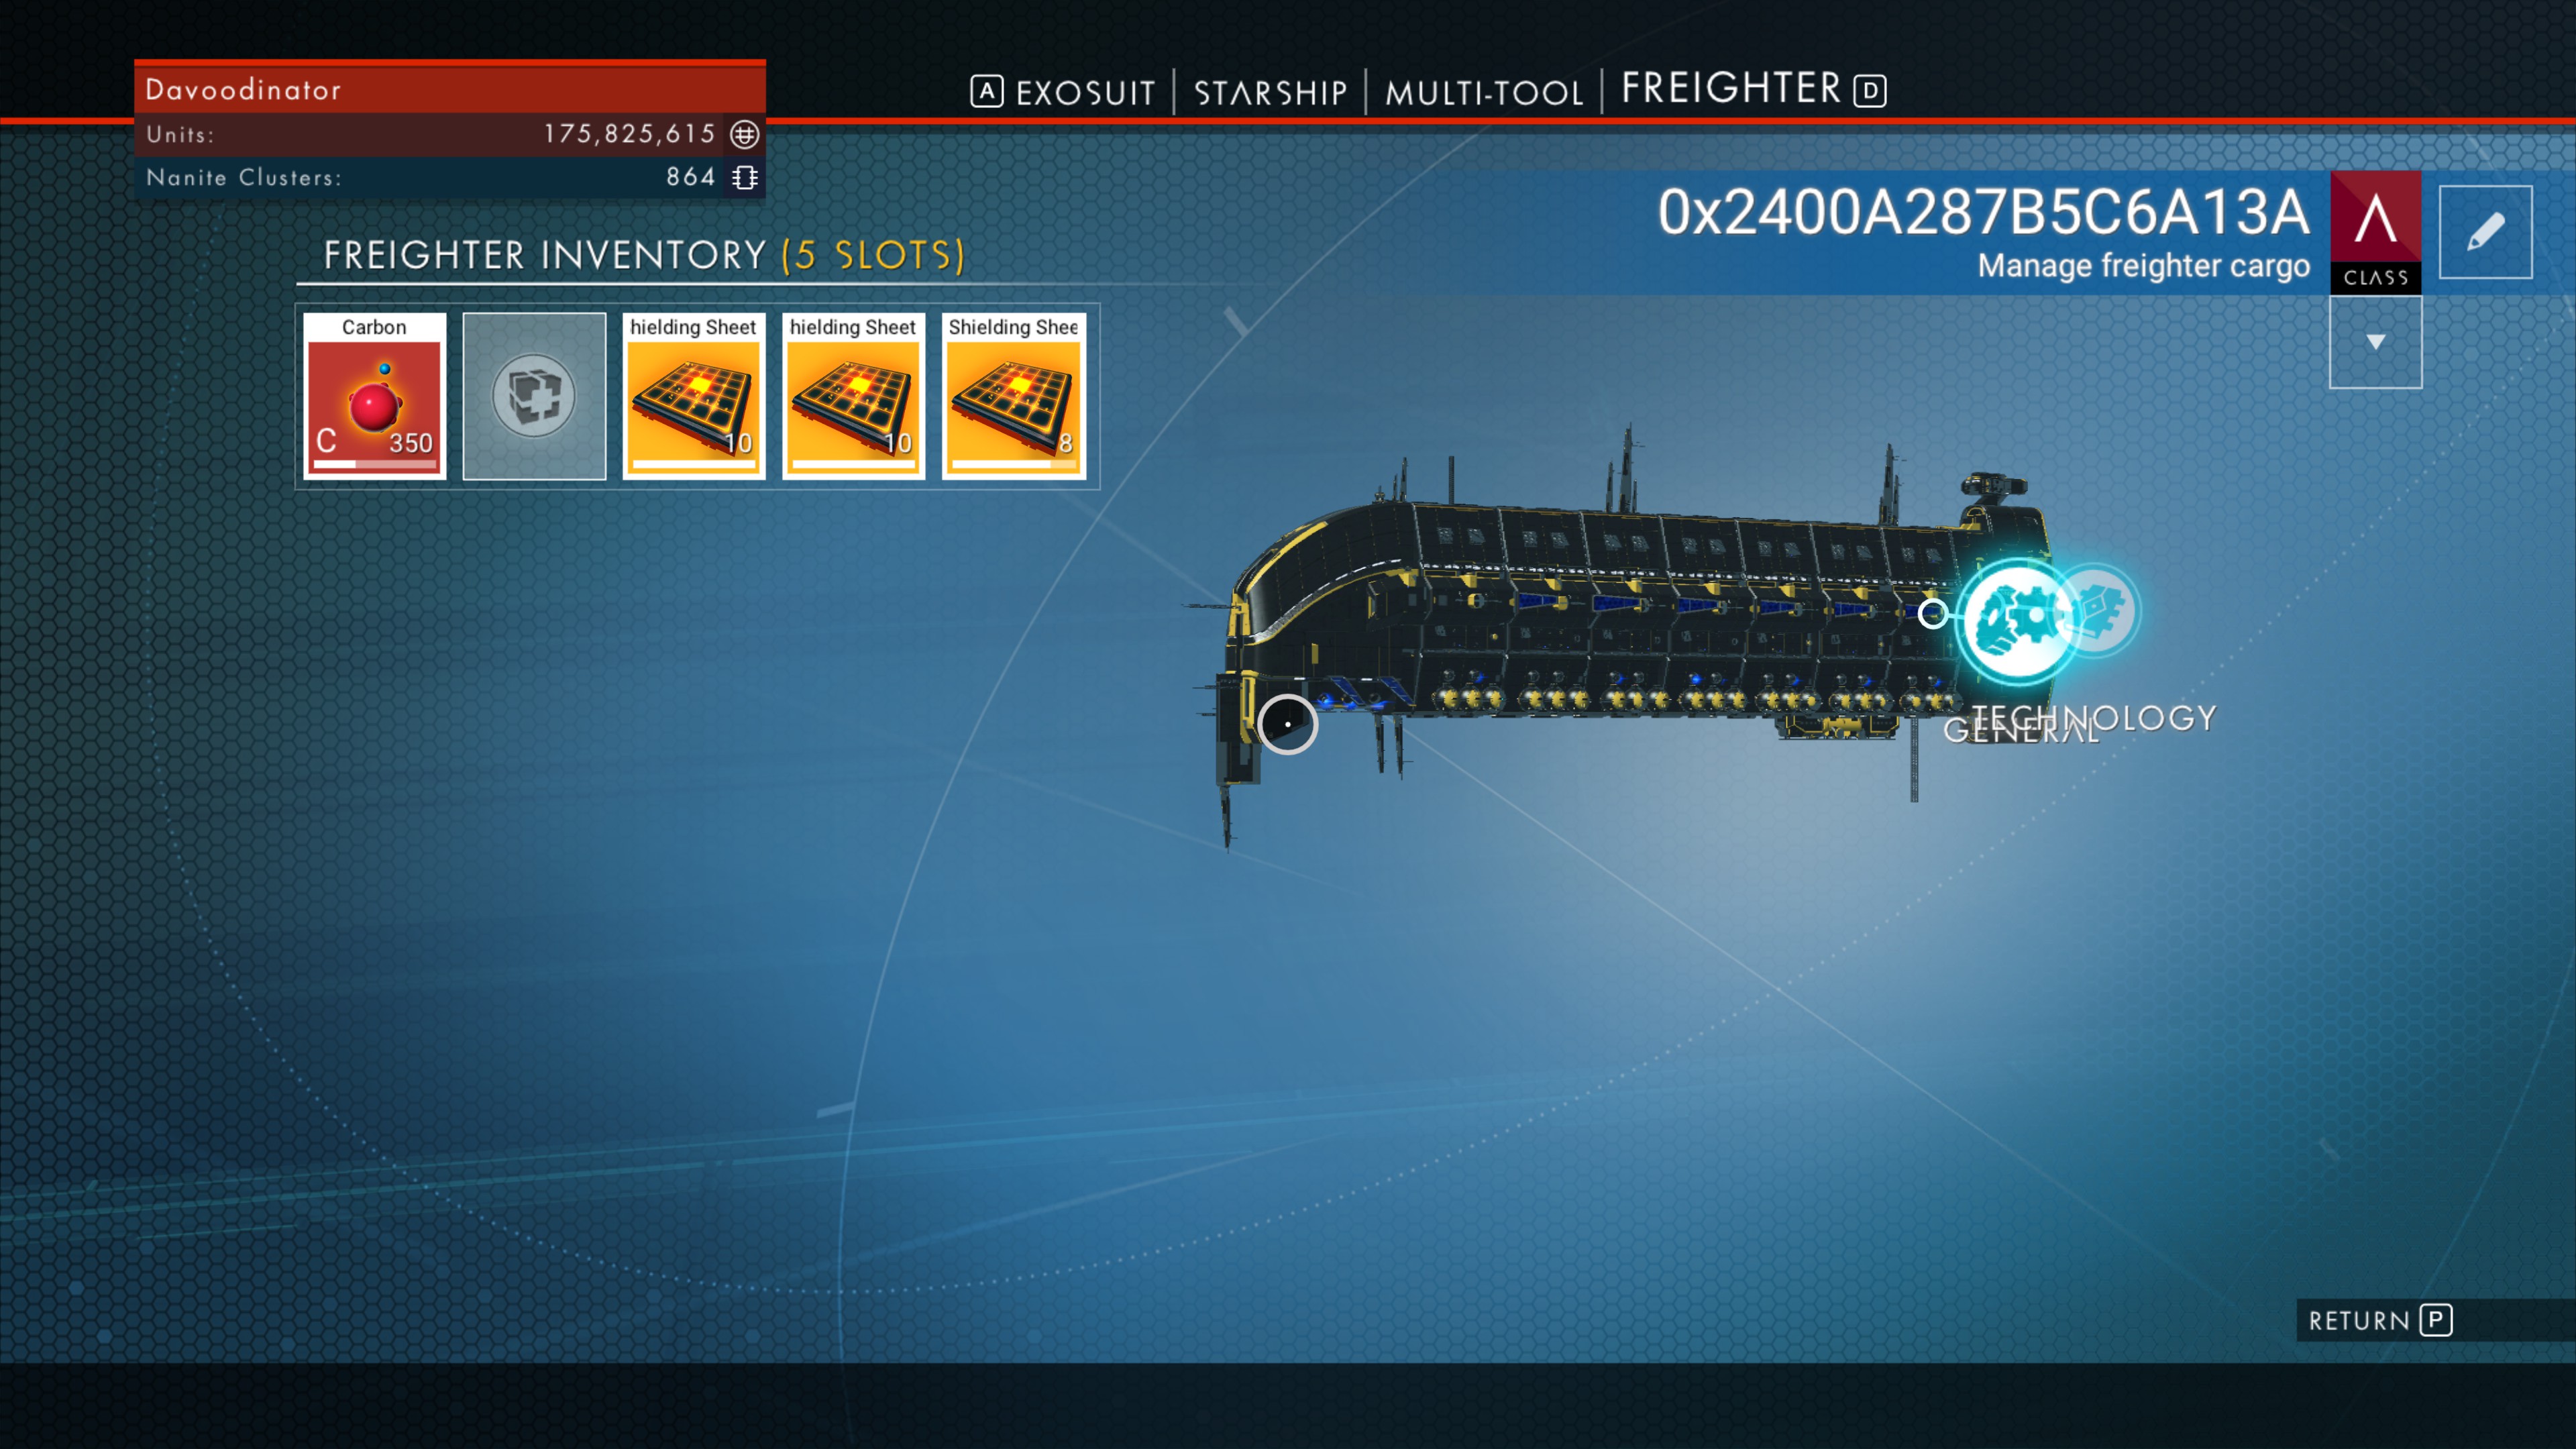 Davoodinator
Units: 175,825,615
Nanite Clusters: 864
A EXOSUIT STARSHIP MULTI-TOOL FREIGHTER D
0x2400A287B5C6A13A
Manage freighter cargo
CLASS
FREIGHTER INVENTORY (5 SLOTS)
Carbon
C 350
hielding Sheet
10
hielding Sheet
10
Shielding Shee
8
TECHNOLOGY
GENERAL
RETURN P